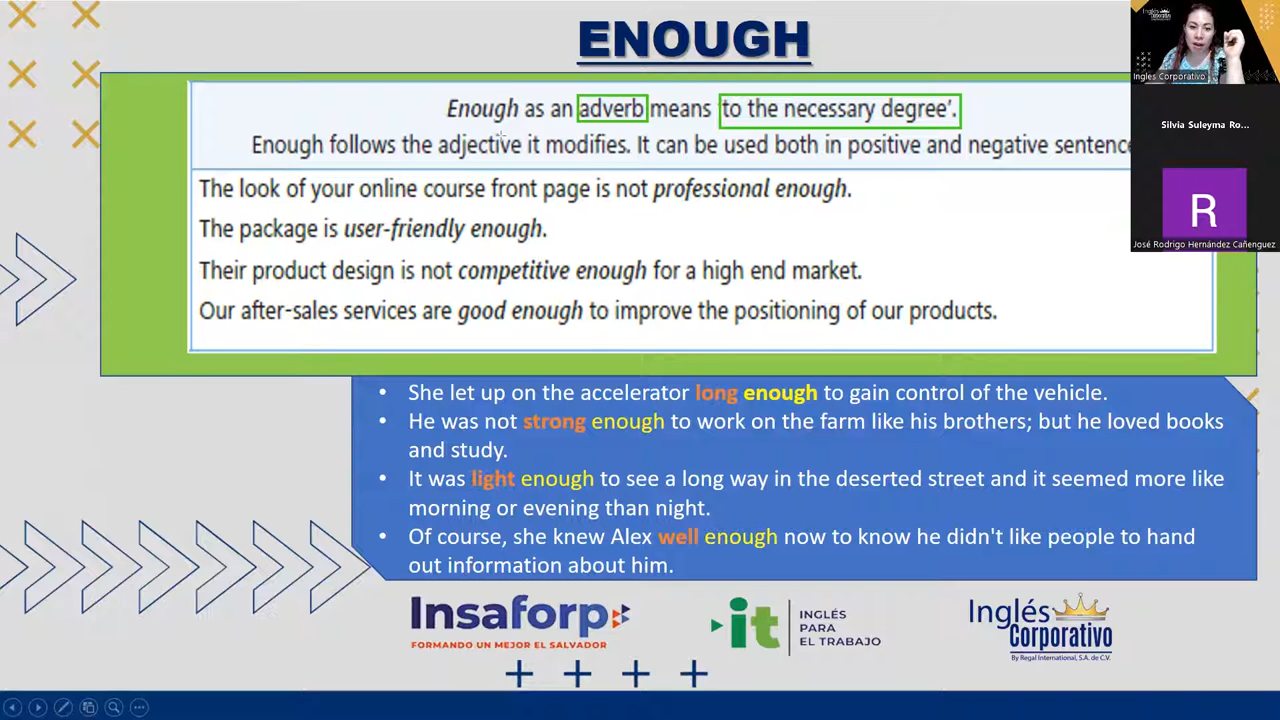 ENOUGH
Enough as an adverb means 'to the necessary degree'.
Enough follows the adjective it modifies. It can be used both in positive and negative sentence
The look of your online course front page is not professional enough.
The package is user-friendly enough.
Their product design is not competitive enough for a high end market.
Our after-sales services are good enough to improve the positioning of our products.
• She let up on the accelerator long enough to gain control of the vehicle.
• He was not strong enough to work on the farm like his brothers; but he loved books
and study.
• It was light enough to see a long way in the deserted street and it seemed more like
morning or evening than night.
• Of course, she knew Alex well enough now to know he didn't like people to hand
out information about him.
Insaforp
FORMANDO UN MEJOR EL SALVADOR
it
INGLÉS
PARA
EL TRABAJO
Inglés
Corporativo
By Regal International, S.A. de C.V.
Inglés
Corporativo
Ingles Corporativo
Silvia Suleyma Ro...
R
José Rodrigo Hernández Cañenguez